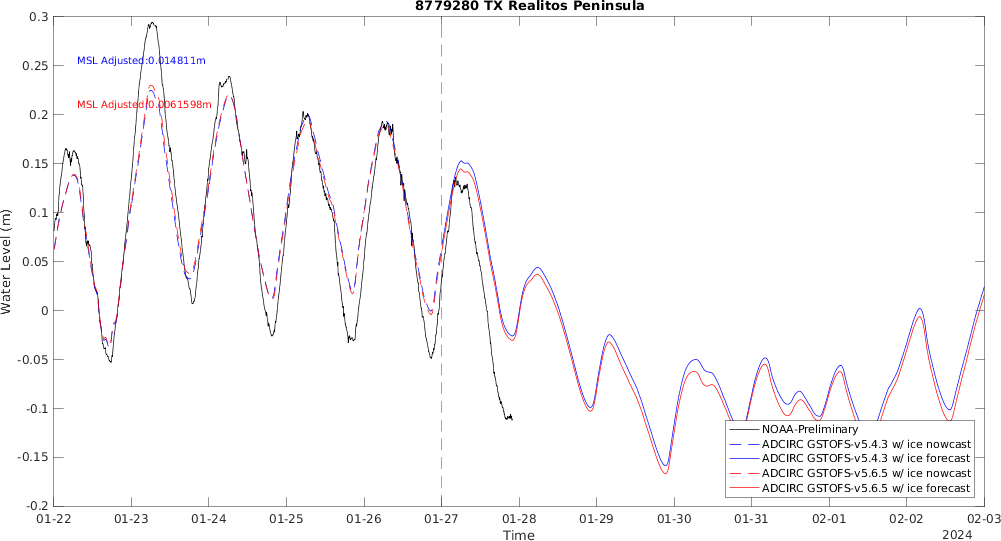 8779280 TX Realitos Peninsula
0.3
0.25
0.2
0.15
0.1
0.05
0
-0.05
-0.1
-0.15
-0.2
Water Level (m)
MSL Adjusted:0.014811m
MSL Adjusted:0.0061598m
NOAA-Preliminary
ADCIRC GSTOFS-v5.4.3 w/ ice nowcast
ADCIRC GSTOFS-v5.4.3 w/ ice forecast
ADCIRC GSTOFS-v5.6.5 w/ ice nowcast
ADCIRC GSTOFS-v5.6.5 w/ ice forecast
01-22 01-23 01-24 01-25 01-26 01-27 01-28 01-29 01-30 01-31 02-01 02-02 02-03
Time
2024